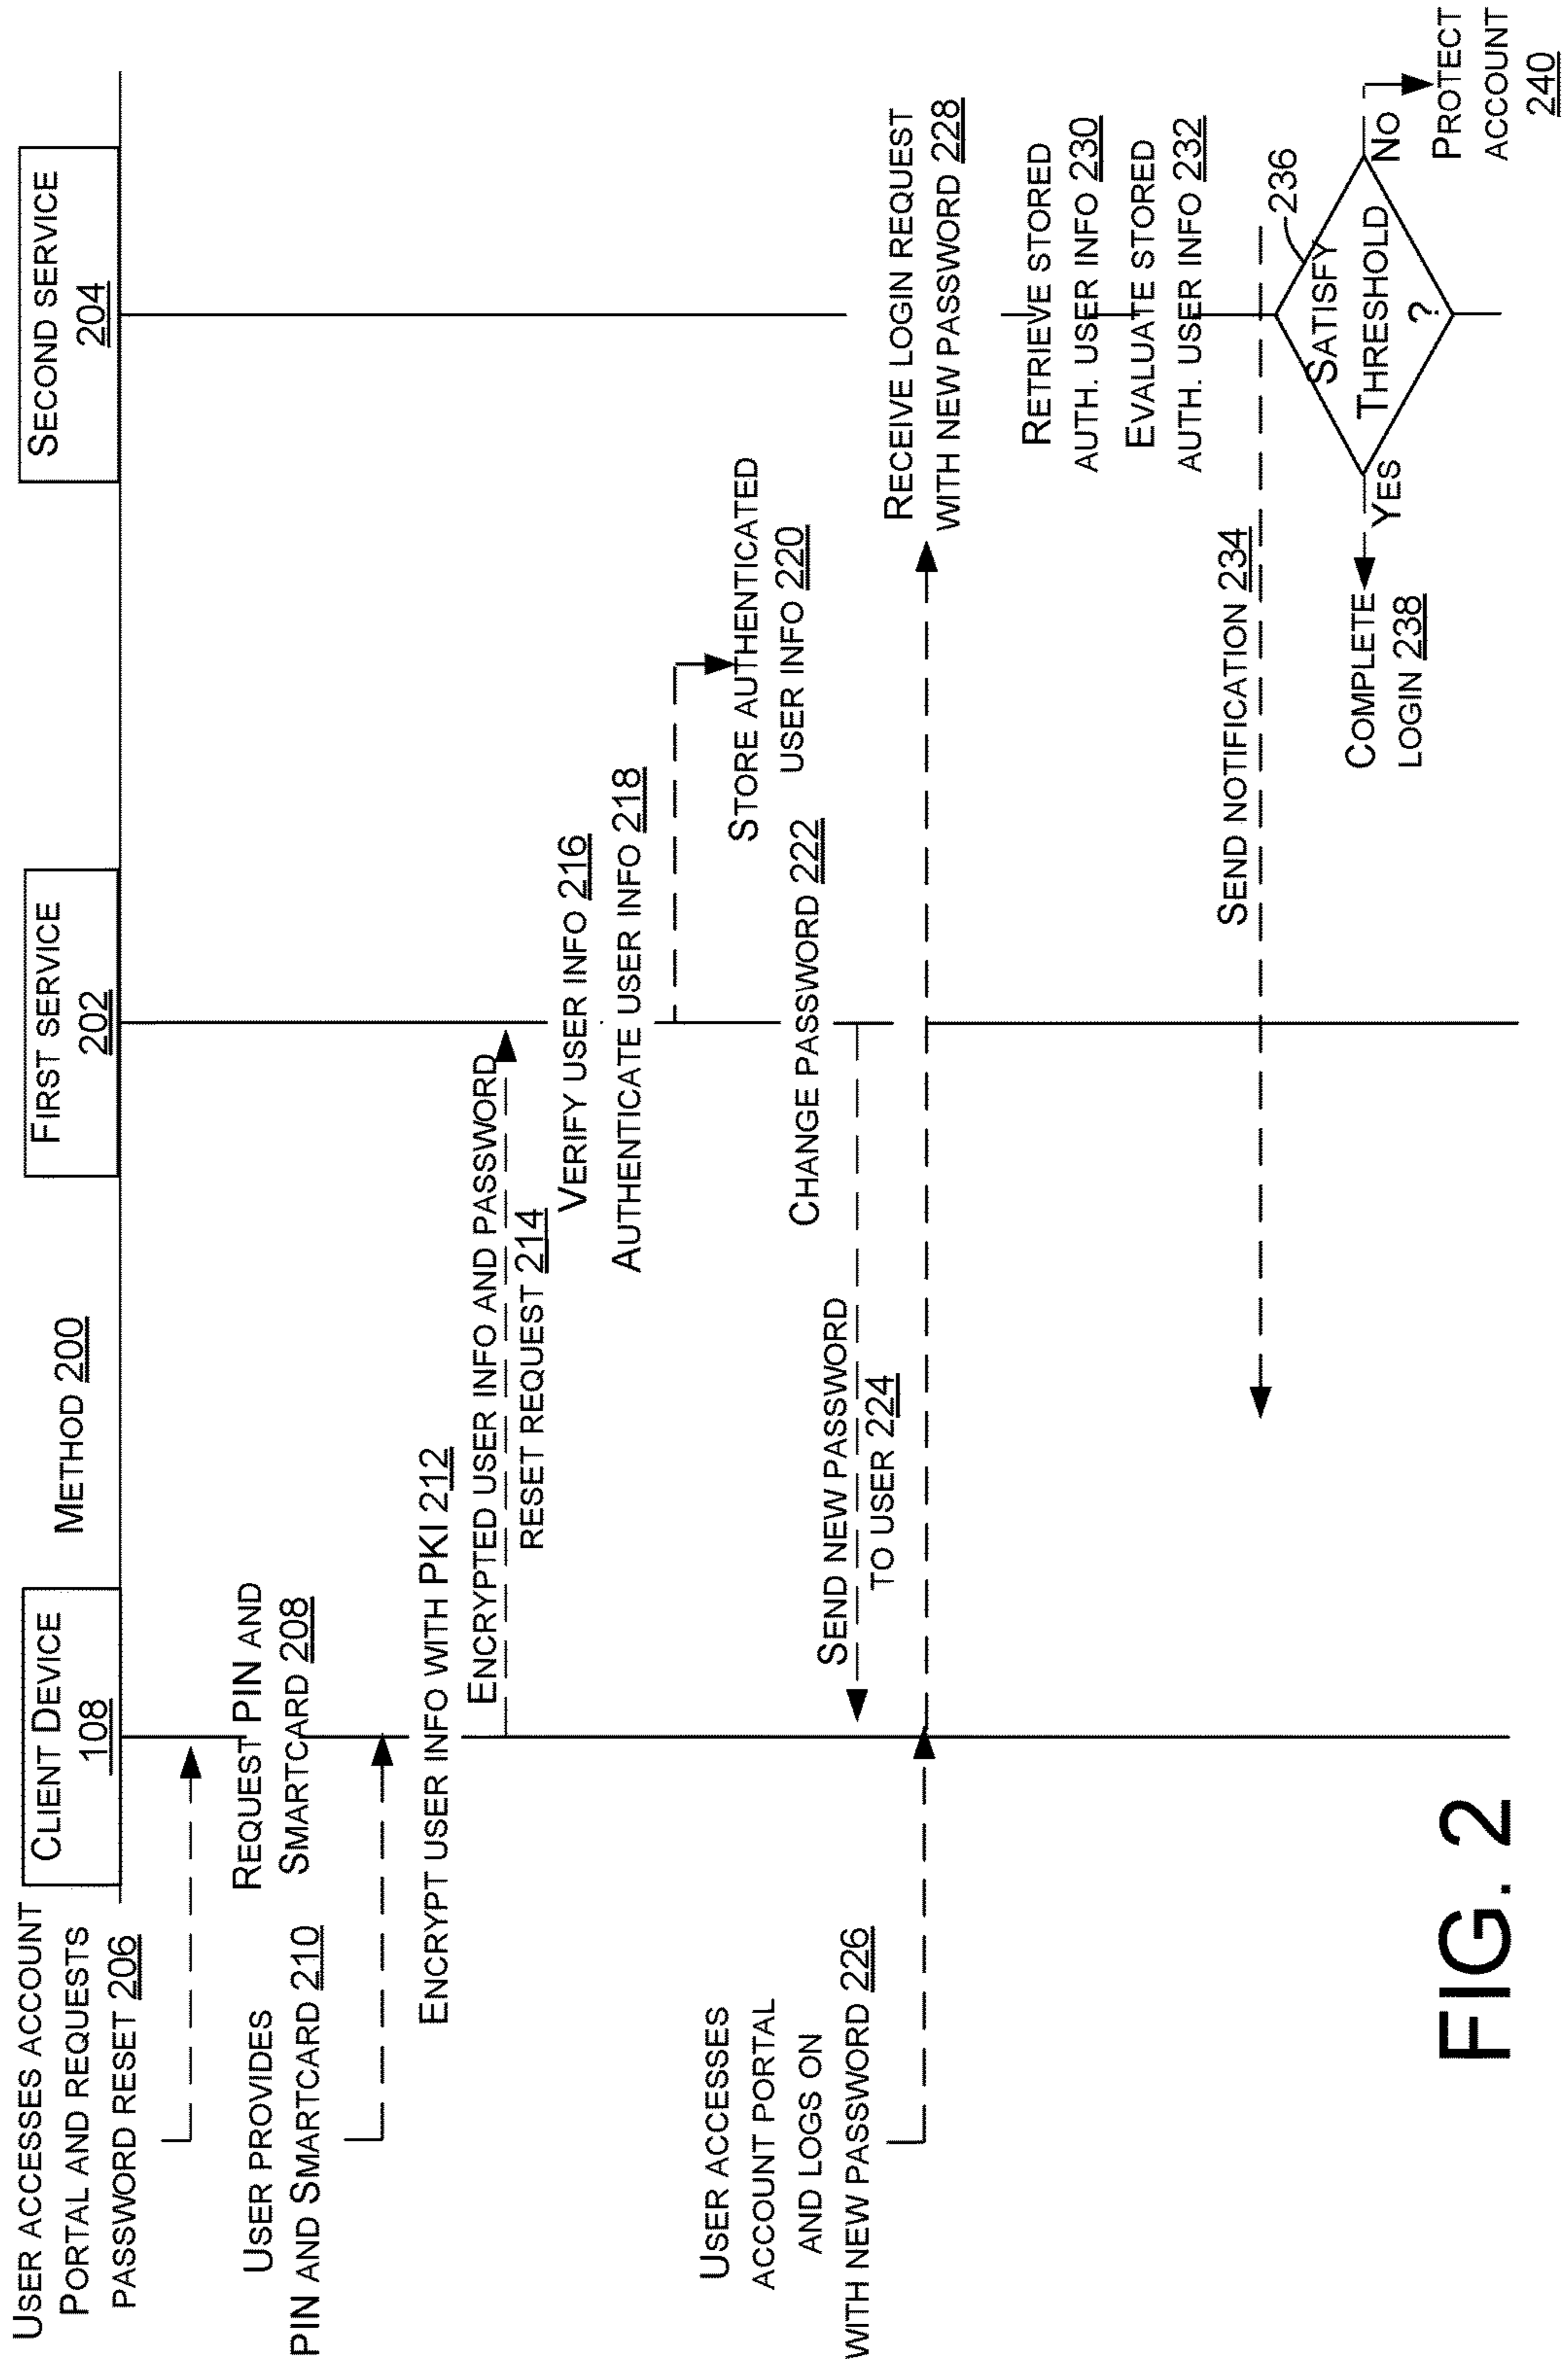 METHOD 200
CLIENT DEVICE
108
FIRST SERVICE
202
SECOND SERVICE
204
USER ACCESSES ACCOUNT
PORTAL AND REQUESTS
PASSWORD RESET 206
REQUEST PIN AND
SMARTCARD 208
USER PROVIDES
PIN AND SMARTCARD 210
ENCRYPT USER INFO WITH PKI 212
ENCRYPTED USER INFO AND PASSWORD
RESET REQUEST 214
VERIFY USER INFO 216
AUTHENTICATE USER INFO 218
STORE AUTHENTICATED
USER INFO 220
CHANGE PASSWORD 222
SEND NEW PASSWORD
TO USER 224
USER ACCESSES
ACCOUNT PORTAL
AND LOGS ON
WITH NEW PASSWORD 226
RECEIVE LOGIN REQUEST
WITH NEW PASSWORD 228
RETRIEVE STORED
AUTH. USER INFO 230
EVALUATE STORED
AUTH. USER INFO 232
SEND NOTIFICATION 234
236
SATISFY
THRESHOLD
?
YES
NO
COMPLETE
LOGIN 238
PROTECT
ACCOUNT
240
FIG. 2